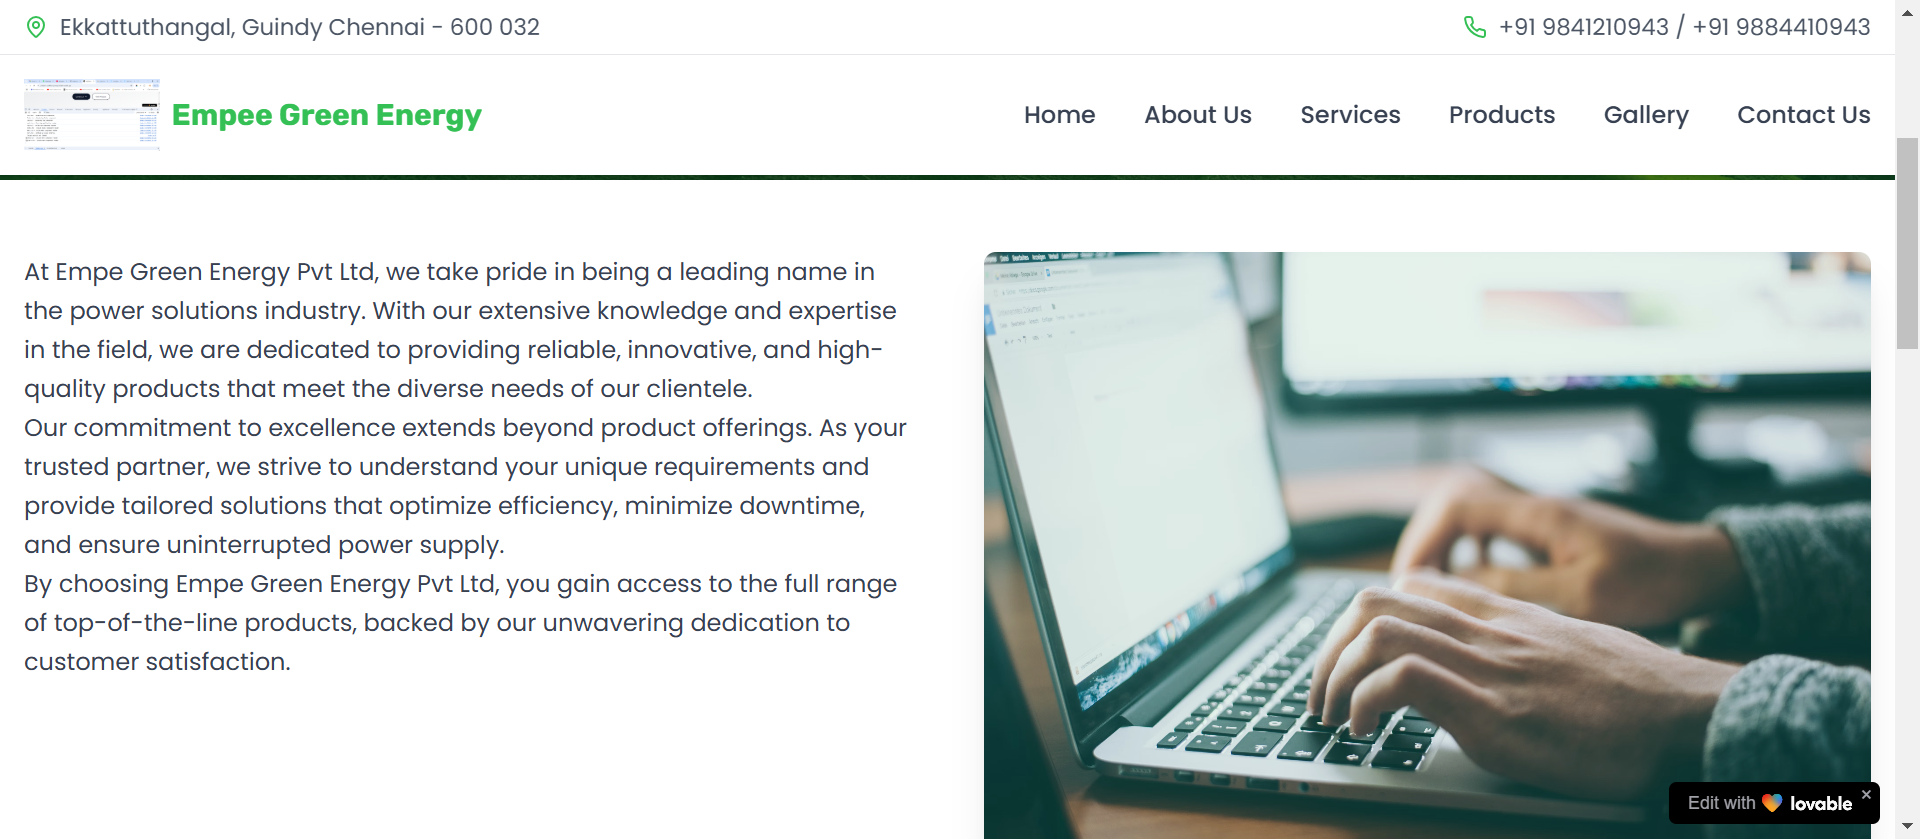 Ekkattuthangal, Guindy Chennai - 600 032
+91 9841210943 / +91 9884410943
Empee Green Energy
Home
About Us
Services
Products
Gallery
Contact Us
At Empe Green Energy Pvt Ltd, we take pride in being a leading name in
the power solutions industry. With our extensive knowledge and expertise
in the field, we are dedicated to providing reliable, innovative, and high-
quality products that meet the diverse needs of our clientele.
Our commitment to excellence extends beyond product offerings. As your
trusted partner, we strive to understand your unique requirements and
provide tailored solutions that optimize efficiency, minimize downtime,
and ensure uninterrupted power supply.
By choosing Empe Green Energy Pvt Ltd, you gain access to the full range
of top-of-the-line products, backed by our unwavering dedication to
customer satisfaction.
Edit with lovable